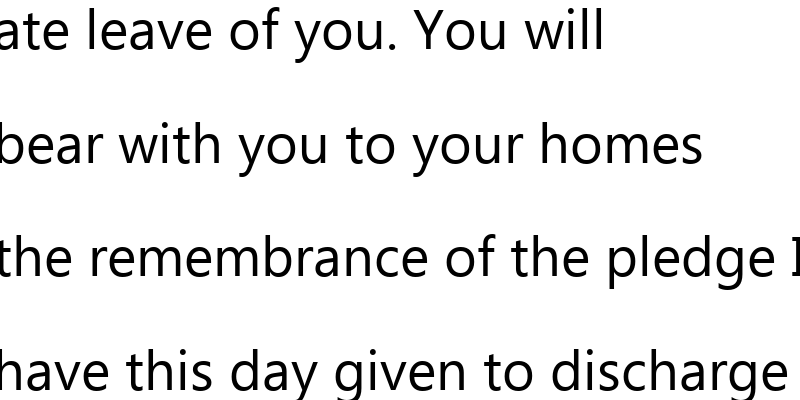 ate leave of you. You will
bear with you to your homes
the remembrance of the pledge I
have this day given to discharge